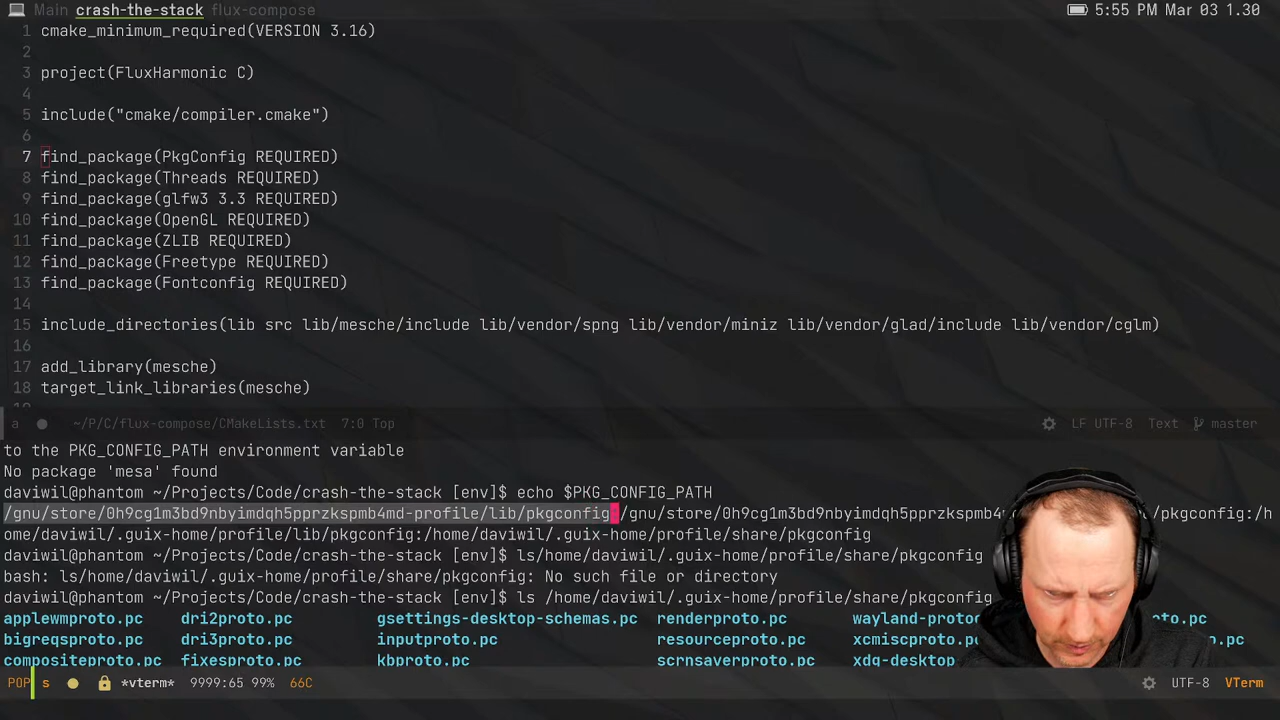 Main crash-the-stack flux-compose 5:55 PM Mar 03 1.30
1 cmake_minimum_required(VERSION 3.16)
2
3 project(FluxHarmonic C)
4
5 include("cmake/compiler.cmake")
6
7 find_package(PkgConfig REQUIRED)
8 find_package(Threads REQUIRED)
9 find_package(glfw3 3.3 REQUIRED)
10 find_package(OpenGL REQUIRED)
11 find_package(ZLIB REQUIRED)
12 find_package(Freetype REQUIRED)
13 find_package(Fontconfig REQUIRED)
14
15 include_directories(lib src lib/mesche/include lib/vendor/spng lib/vendor/miniz lib/vendor/glad/include lib/vendor/cglm)
16
17 add_library(mesche)
18 target_link_libraries(mesche)
a ~/P/C/flux-compose/CMakeLists.txt 7:0 Top LF UTF-8 Text master
to the PKG_CONFIG_PATH environment variable
No package 'mesa' found
daviwil@phantom ~/Projects/Code/crash-the-stack [env]$ echo $PKG_CONFIG_PATH
/gnu/store/0h9cg1m3bd9nbyimdqh5pprzkspmb4md-profile/lib/pkgconfig:/gnu/store/0h9cg1m3bd9nbyimdqh5pprzkspmb4 /pkgconfig:/h
ome/daviwil/.guix-home/profile/lib/pkgconfig:/home/daviwil/.guix-home/profile/share/pkgconfig
daviwil@phantom ~/Projects/Code/crash-the-stack [env]$ ls/home/daviwil/.guix-home/profile/share/pkgconfig
bash: ls/home/daviwil/.guix-home/profile/share/pkgconfig: No such file or directory
daviwil@phantom ~/Projects/Code/crash-the-stack [env]$ ls /home/daviwil/.guix-home/profile/share/pkgconfig
applewmproto.pc dri2proto.pc gsettings-desktop-schemas.pc renderproto.pc
bigreqsproto.pc dri3proto.pc inputproto.pc resourceproto.pc xcmiscproto.pc
compositeproto.pc fixesproto.pc kbproto.pc scrnsaverproto.pc xdg-desktop
POP s *vterm* 9999:65 99% 66C UTF-8 VTerm